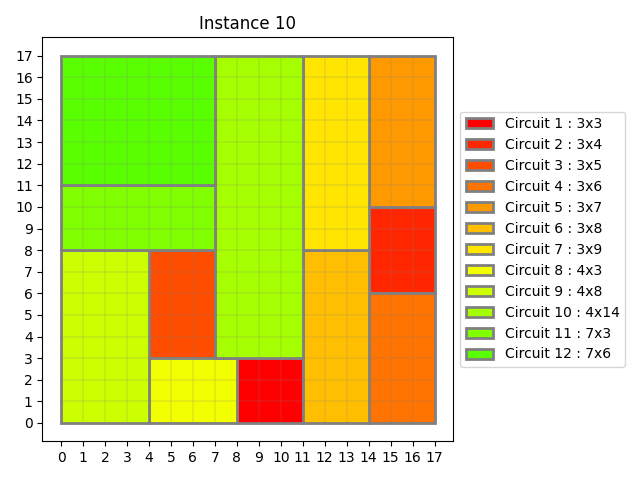 Instance 10
17
16
15
14
13
12
11
10
9
8
7
6
5
4
3
2
1
0
0 1 2 3 4 5 6 7 8 9 10 11 12 13 14 15 16 17
Circuit 1 : 3x3
Circuit 2 : 3x4
Circuit 3 : 3x5
Circuit 4 : 3x6
Circuit 5 : 3x7
Circuit 6 : 3x8
Circuit 7 : 3x9
Circuit 8 : 4x3
Circuit 9 : 4x8
Circuit 10 : 4x14
Circuit 11 : 7x3
Circuit 12 : 7x6